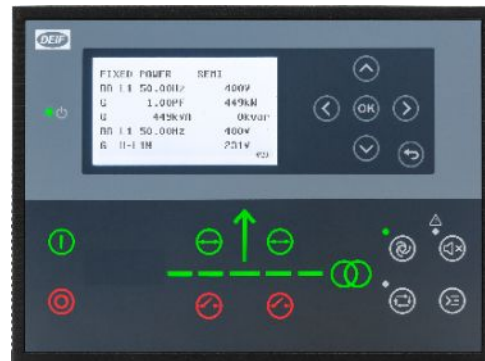 DEIF
FIXED POWER SEMI
BB L1 50.00Hz 400V
G 1.00PF 449kW
G 449kVA 0kvar
BB L1 50.00Hz 400V
G U-L1N 231V
OK